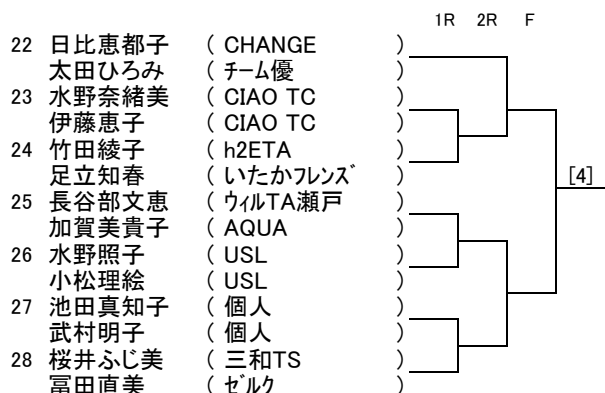 1R 2R F
22 日比恵都子 ( CHANGE )
太田ひろみ ( チーム優 )
23 水野奈緒美 ( CIAO TC )
伊藤恵子 ( CIAO TC )
24 竹田綾子 ( h2ETA )
足立知春 ( いたかフレンズ )
[4]
25 長谷部文恵 ( ウィルTA瀬戸 )
加賀美貴子 ( AQUA )
26 水野照子 ( USL )
小松理絵 ( USL )
27 池田真知子 ( 個人 )
武村明子 ( 個人 )
28 桜井ふじ美 ( 三和TS )
冨田直美 ( ゼルク )